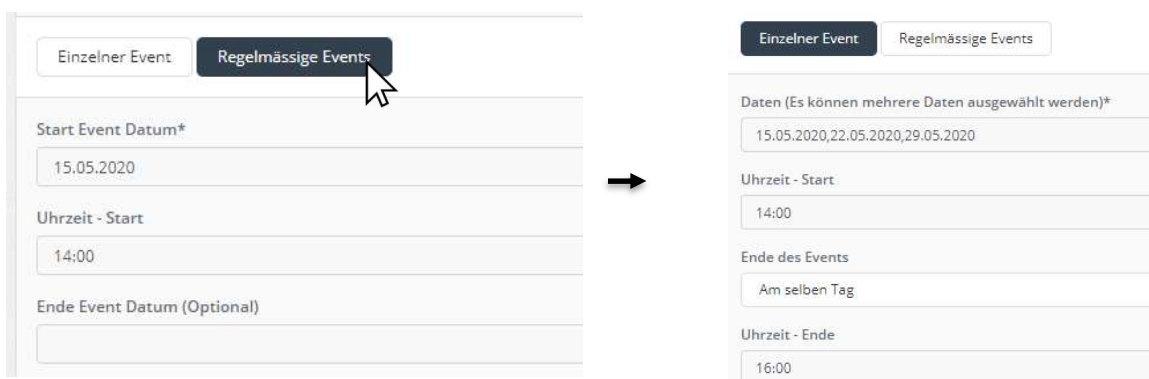 Einzelner Event
Regelmässige Events
Start Event Datum*
15.05.2020
Uhrzeit - Start
14:00
Ende Event Datum (Optional)
Einzelner Event
Regelmässige Events
Daten (Es können mehrere Daten ausgewählt werden)*
15.05.2020,22.05.2020,29.05.2020
Uhrzeit - Start
14:00
Ende des Events
Am selben Tag
Uhrzeit - Ende
16:00